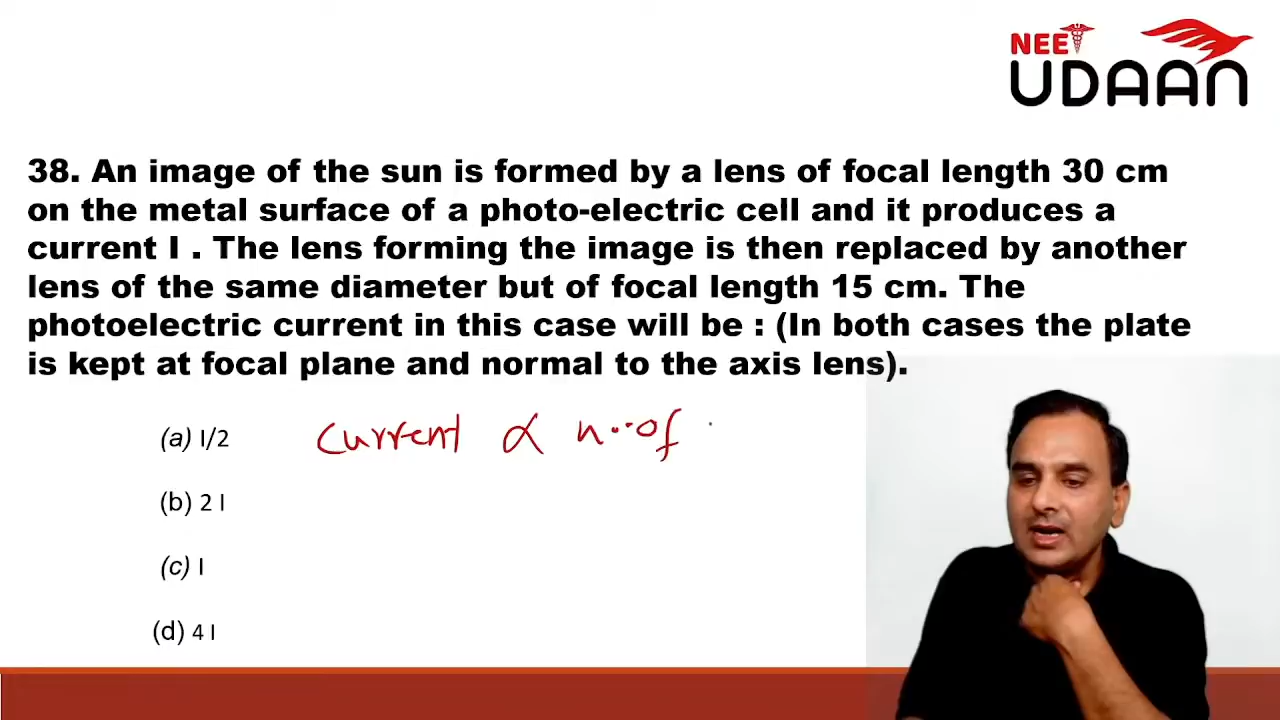 NEET
UDAAN
38. An image of the sun is formed by a lens of focal length 30 cm
on the metal surface of a photo-electric cell and it produces a
current I . The lens forming the image is then replaced by another
lens of the same diameter but of focal length 15 cm. The
photoelectric current in this case will be : (In both cases the plate
is kept at focal plane and normal to the axis lens).
(a) I/2
current ∝ n..of
(b) 2 I
(c) I
(d) 4 I